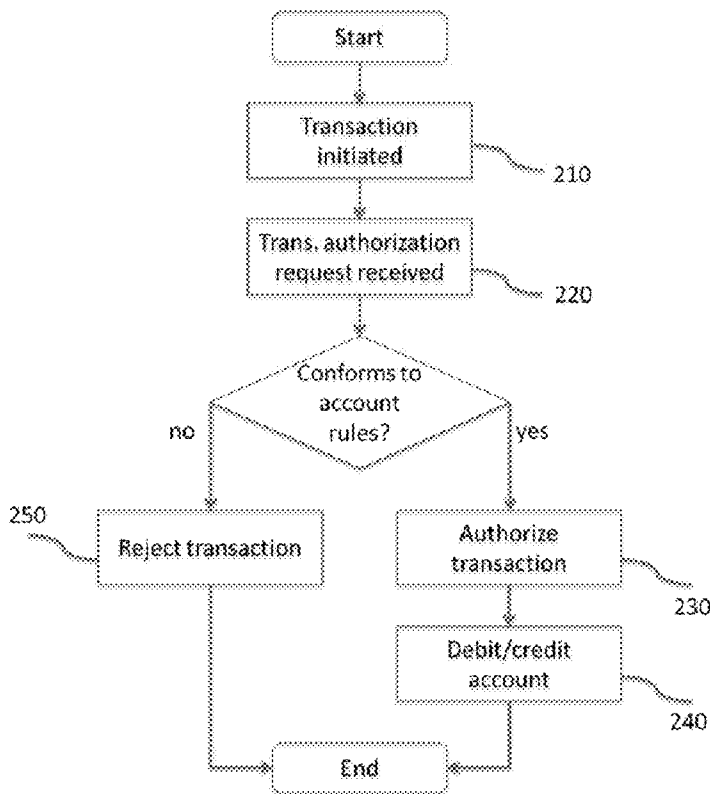 Start
Transaction
initiated
210
Trans. authorization
request received
220
Conforms to
account
rules?
no
yes
250
Reject transaction
Authorize
transaction
230
Debit/credit
account
240
End